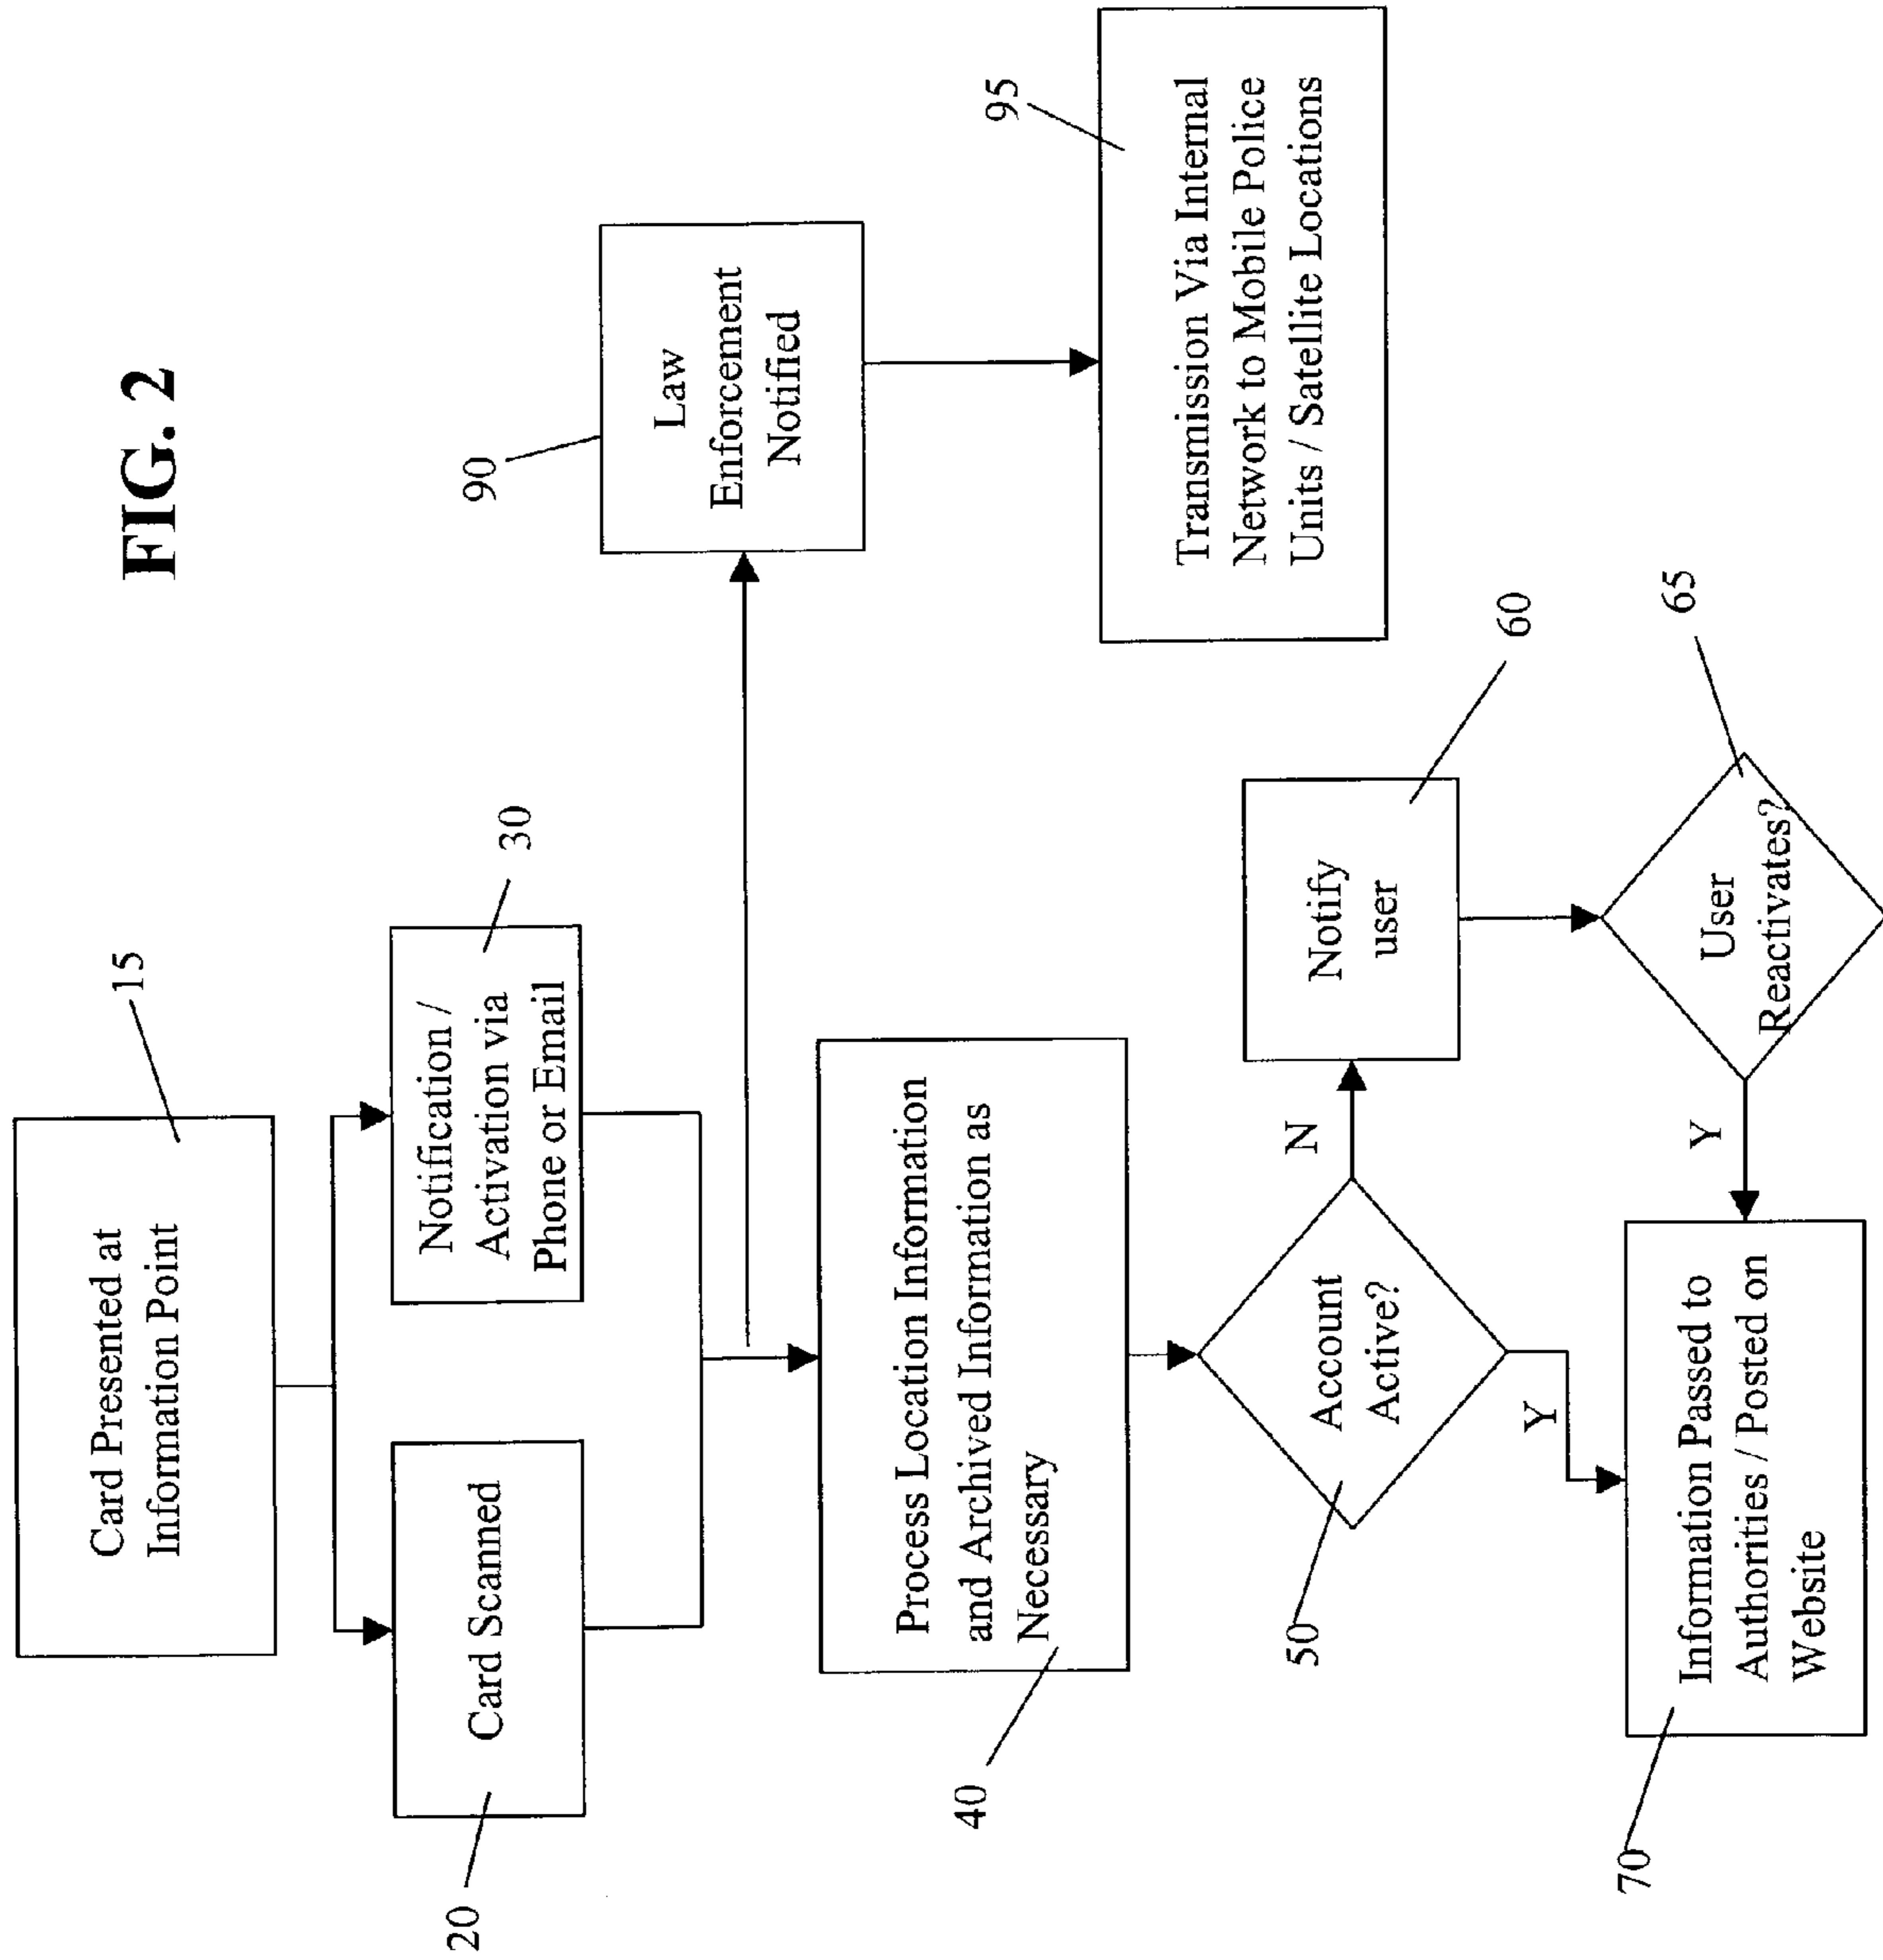 FIG. 2
15
Card Presented at
Information Point
20
Card Scanned
30
Notification /
Activation via
Phone or Email
90
Law
Enforcement
Notified
95
Transmission Via Internal
Network to Mobile Police
Units / Satellite Locations
40
Process Location Information
and Archived Information as
Necessary
50
Account
Active?
N
Y
60
Notify
user
65
User
Reactivates?
Y
70
Information Passed to
Authorities / Posted on
Website